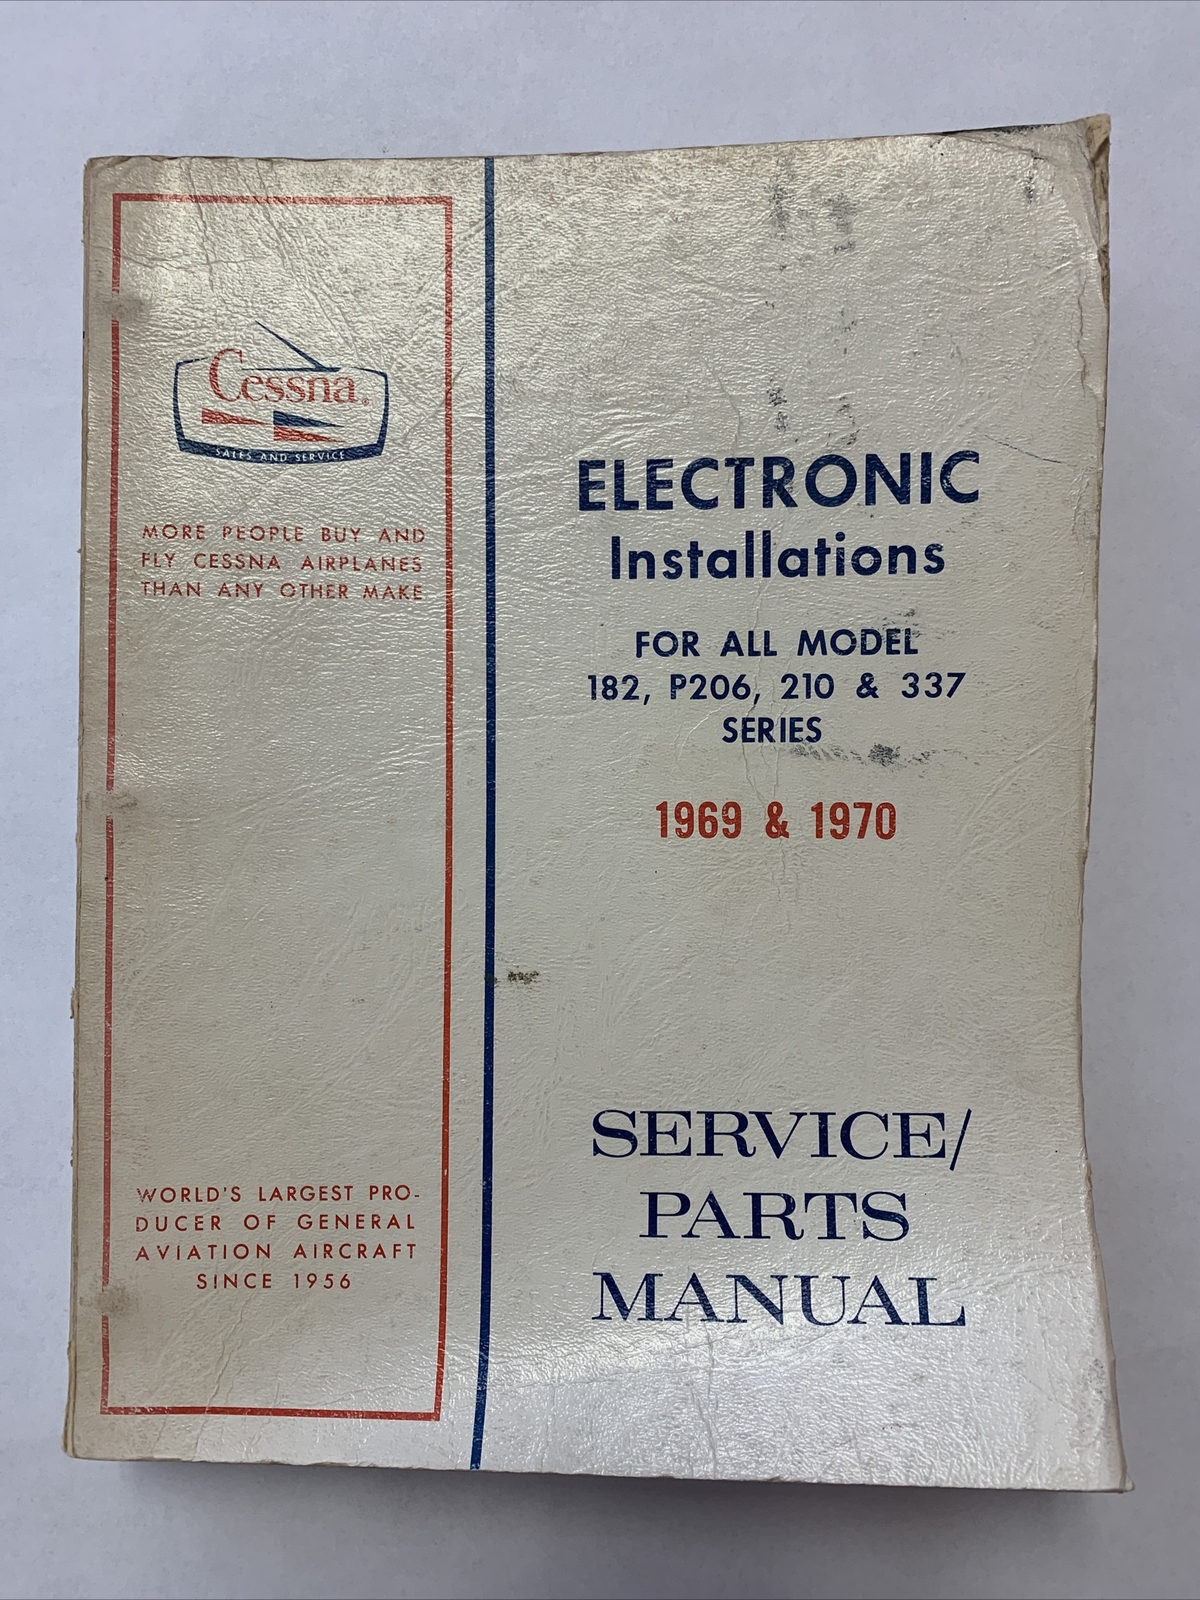 Cessna®
SALES AND SERVICE
MORE PEOPLE BUY AND
FLY CESSNA AIRPLANES
THAN ANY OTHER MAKE
WORLD'S LARGEST PRO-
DUCER OF GENERAL
AVIATION AIRCRAFT
SINCE 1956
ELECTRONIC
Installations
FOR ALL MODEL
182, P206, 210 & 337
SERIES
1969 & 1970
SERVICE/
PARTS
MANUAL